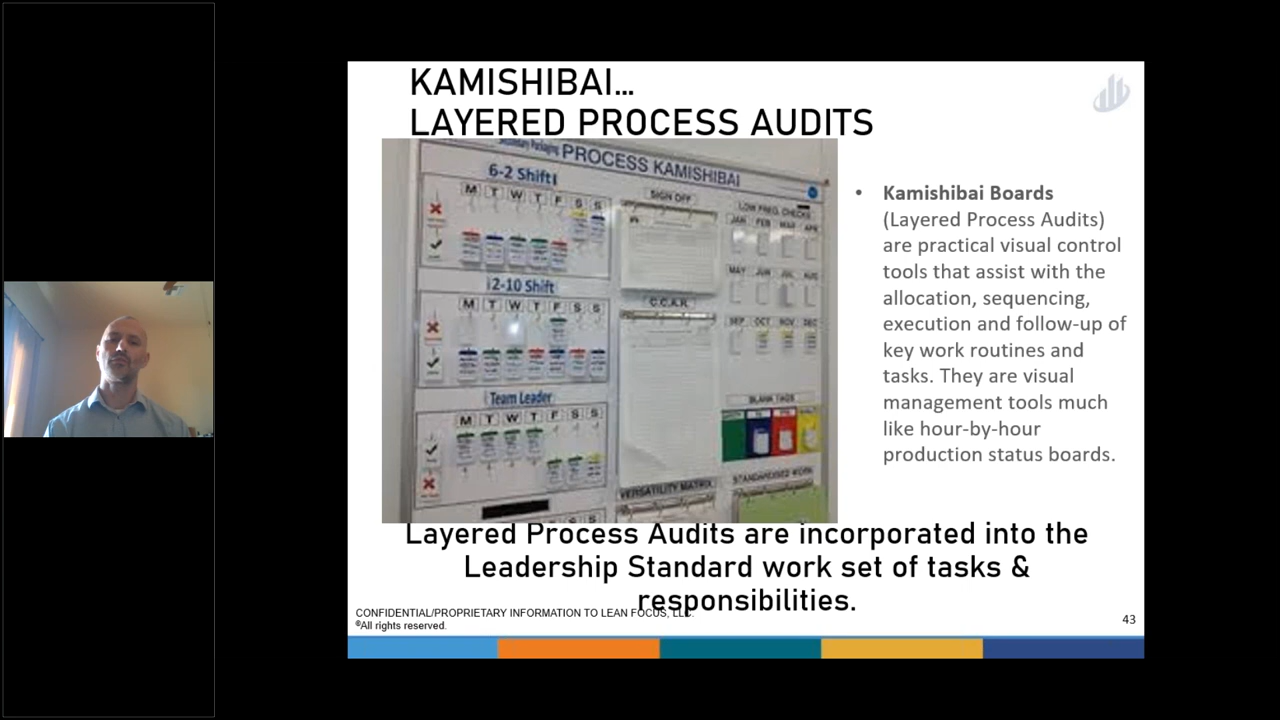 KAMISHIBAI...
LAYERED PROCESS AUDITS
Secondary Packaging PROCESS KAMISHIBAI
6-2 Shift
M T W T F S S
SIGN OFF
LOW FREQ. CHECKS
JAN FEB MAR APR
MAY JUN JUL AUG
2-10 Shift
M T W T F S S
C.C.A.R.
SEP OCT NOV DEC
Team Leader
M T W T F S S
BLANK TAGS
VERSATILITY MATRIX
STANDARDISED WORK
• Kamishibai Boards
(Layered Process Audits)
are practical visual control
tools that assist with the
allocation, sequencing,
execution and follow-up of
key work routines and
tasks. They are visual
management tools much
like hour-by-hour
production status boards.
Layered Process Audits are incorporated into the
Leadership Standard work set of tasks &
responsibilities.
CONFIDENTIAL/PROPRIETARY INFORMATION TO LEAN FOCUS, LLC.
©All rights reserved.
43